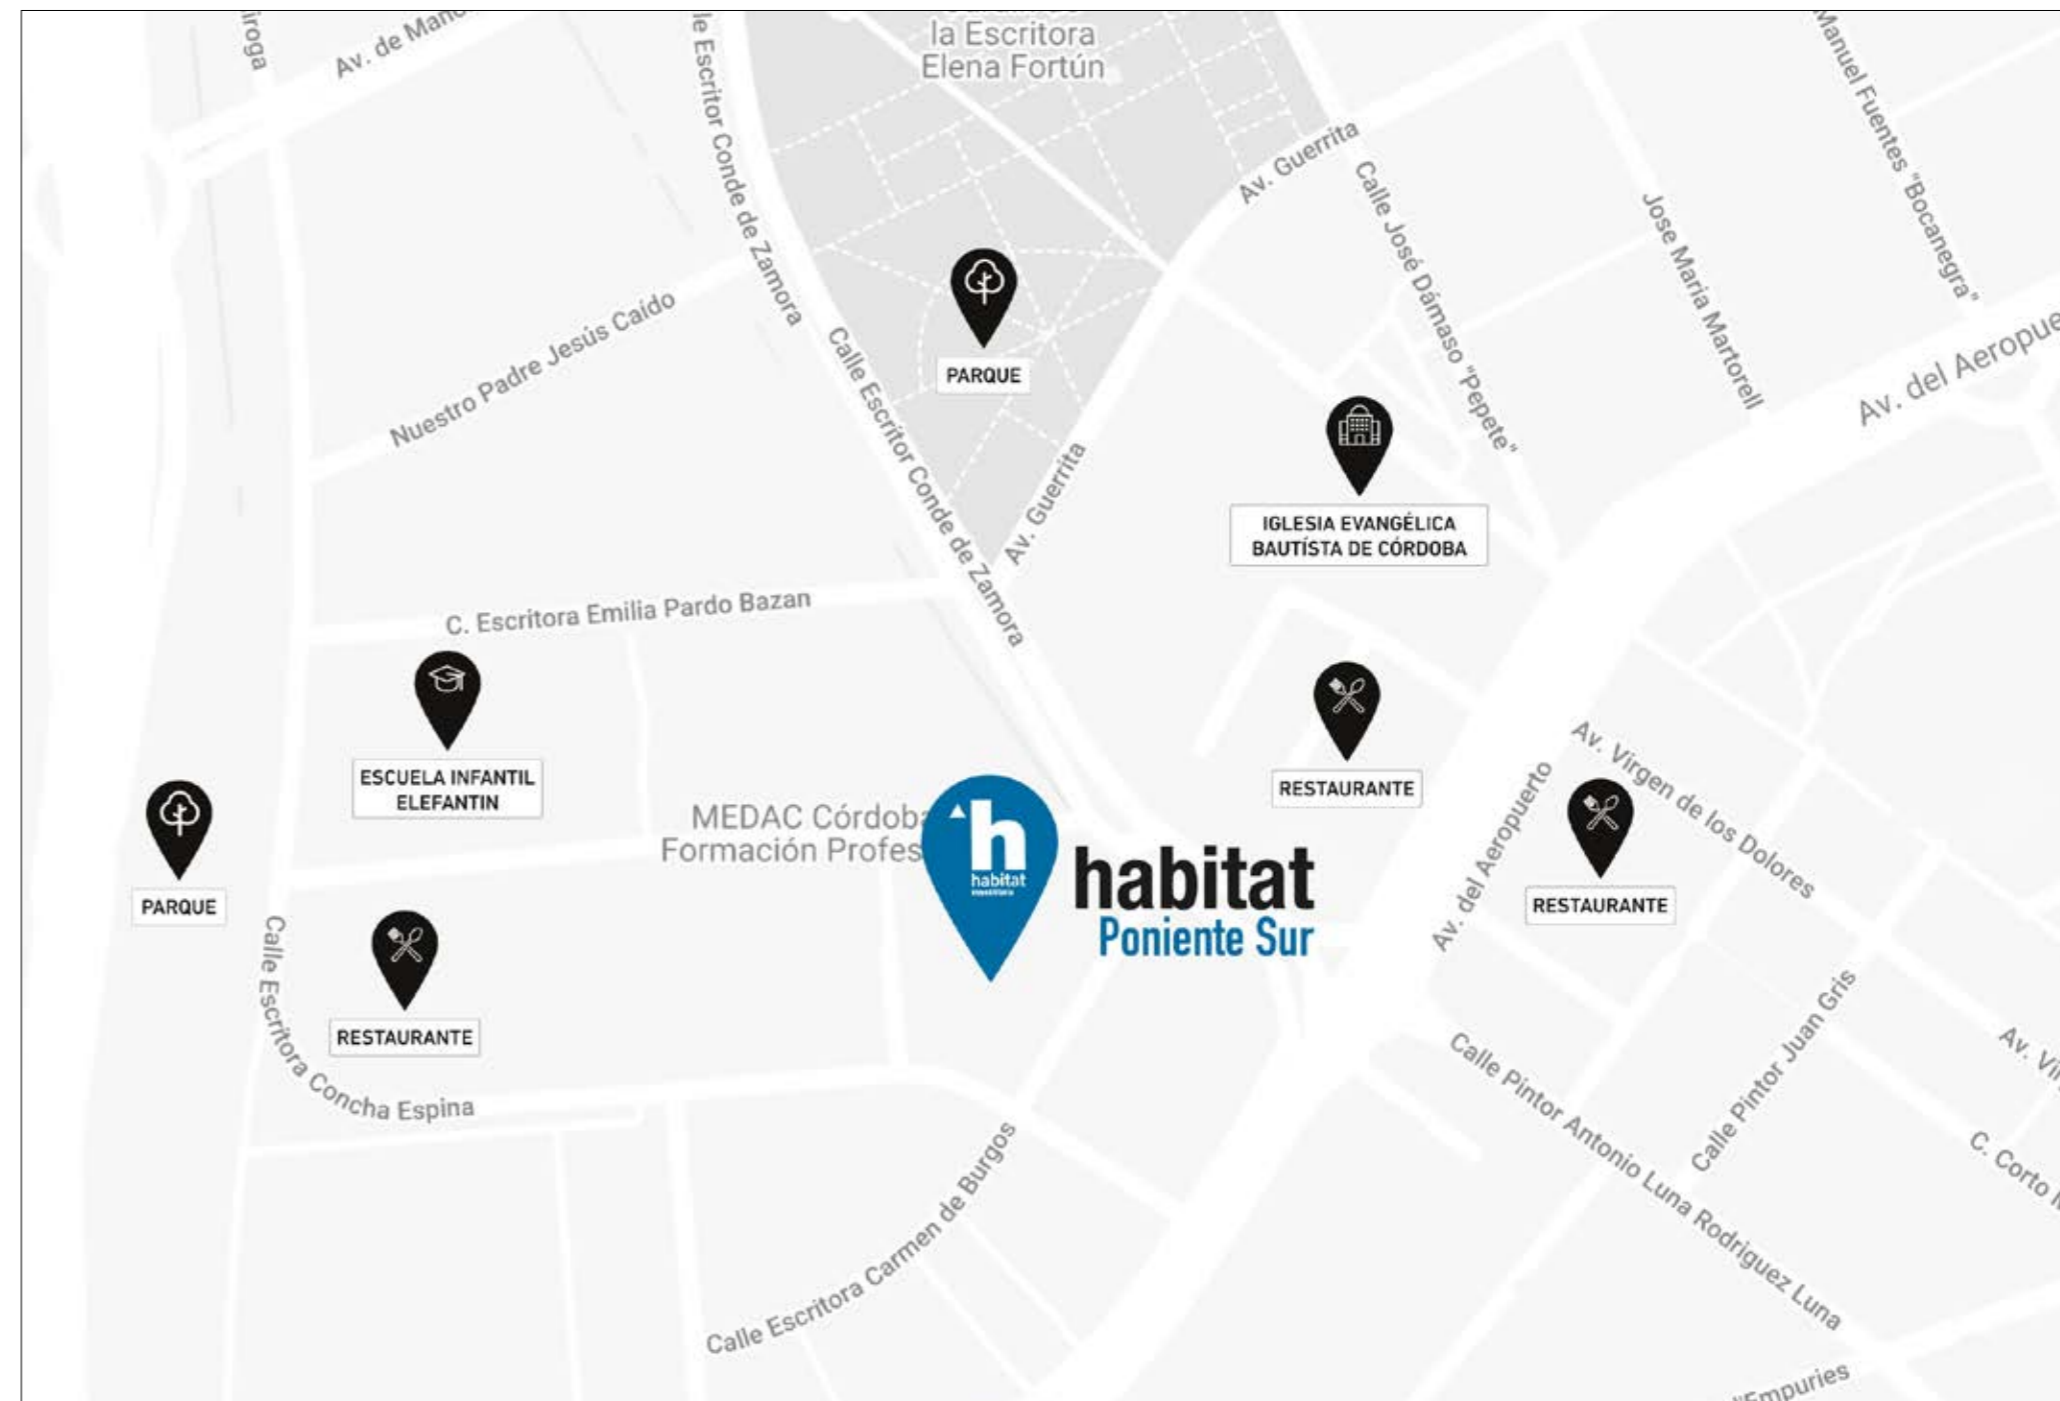 Av. de Mano
la Escritora
Elena Fortún
Manuel Fuentes "Bocanegra"
le Escritor Conde de Zamora
Av. Guerrita
Calle José Dámaso "Pepete"
Jose Maria Martorell
Av. del Aeropue
Nuestro Padre Jesús Caído
Calle Escritor Conde de Zamora
PARQUE
Av. Guerrita
IGLESIA EVANGÉLICA
BAUTÍSTA DE CÓRDOBA
C. Escritora Emilia Pardo Bazan
ESCUELA INFANTIL
ELEFANTIN
RESTAURANTE
Av. Virgen de los Dolores
Av. del Aeropuerto
MEDAC Córdoba
Formación Profes
h
habitat
habitat
Poniente Sur
PARQUE
RESTAURANTE
RESTAURANTE
Calle Escritora Concha Espina
Calle Pintor Juan Gris
Calle Pintor Antonio Luna Rodriguez Luna
Av. Vir
C. Corto
Calle Escritora Carmen de Burgos
"Empuries